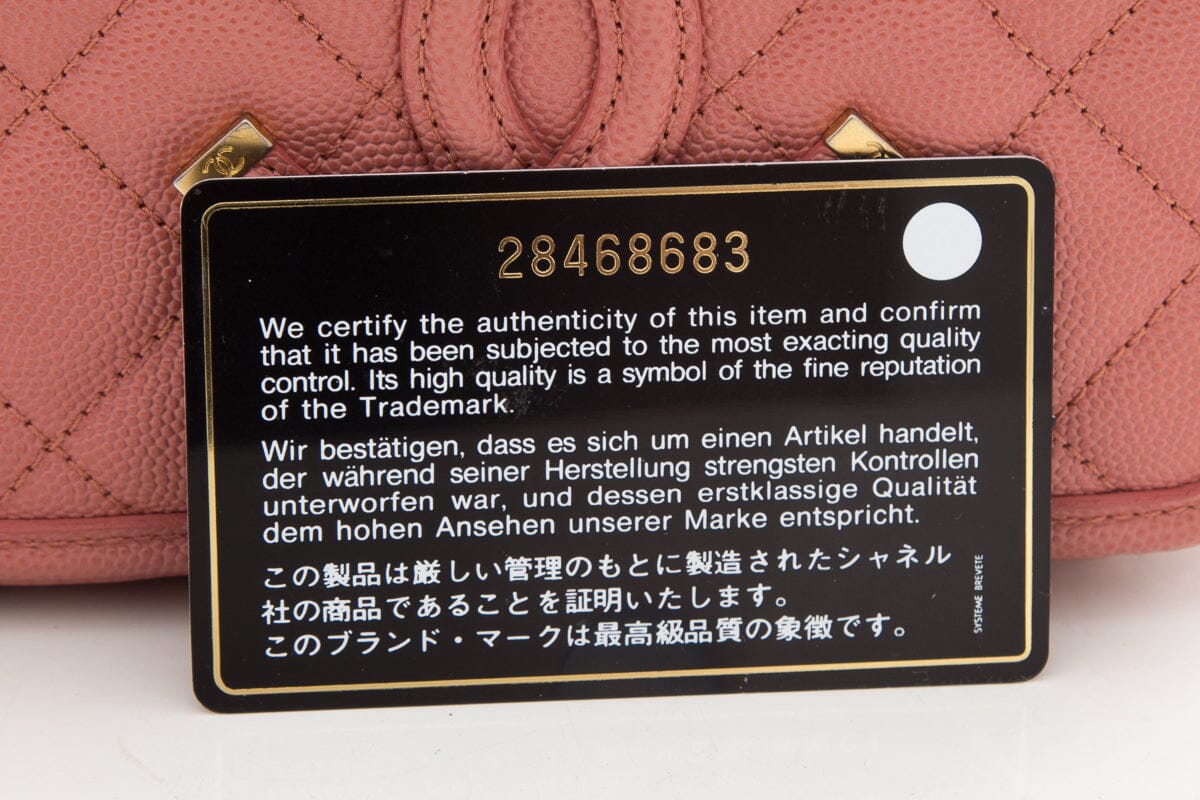 28468683
We certify the authenticity of this item and confirm
that it has been subjected to the most exacting quality
control. Its high quality is a symbol of the fine reputation
of the Trademark.
Wir bestätigen, dass es sich um einen Artikel handelt,
der während seiner Herstellung strengsten Kontrollen
unterworfen war, und dessen erstklassige Qualität
dem hohen Ansehen unserer Marke entspricht.
この製品は厳しい管理のもとに製造されたシャネル
社の商品であることを証明いたします。
このブランド・マークは最高級品質の象徴です。
SYSTEME BREVETE